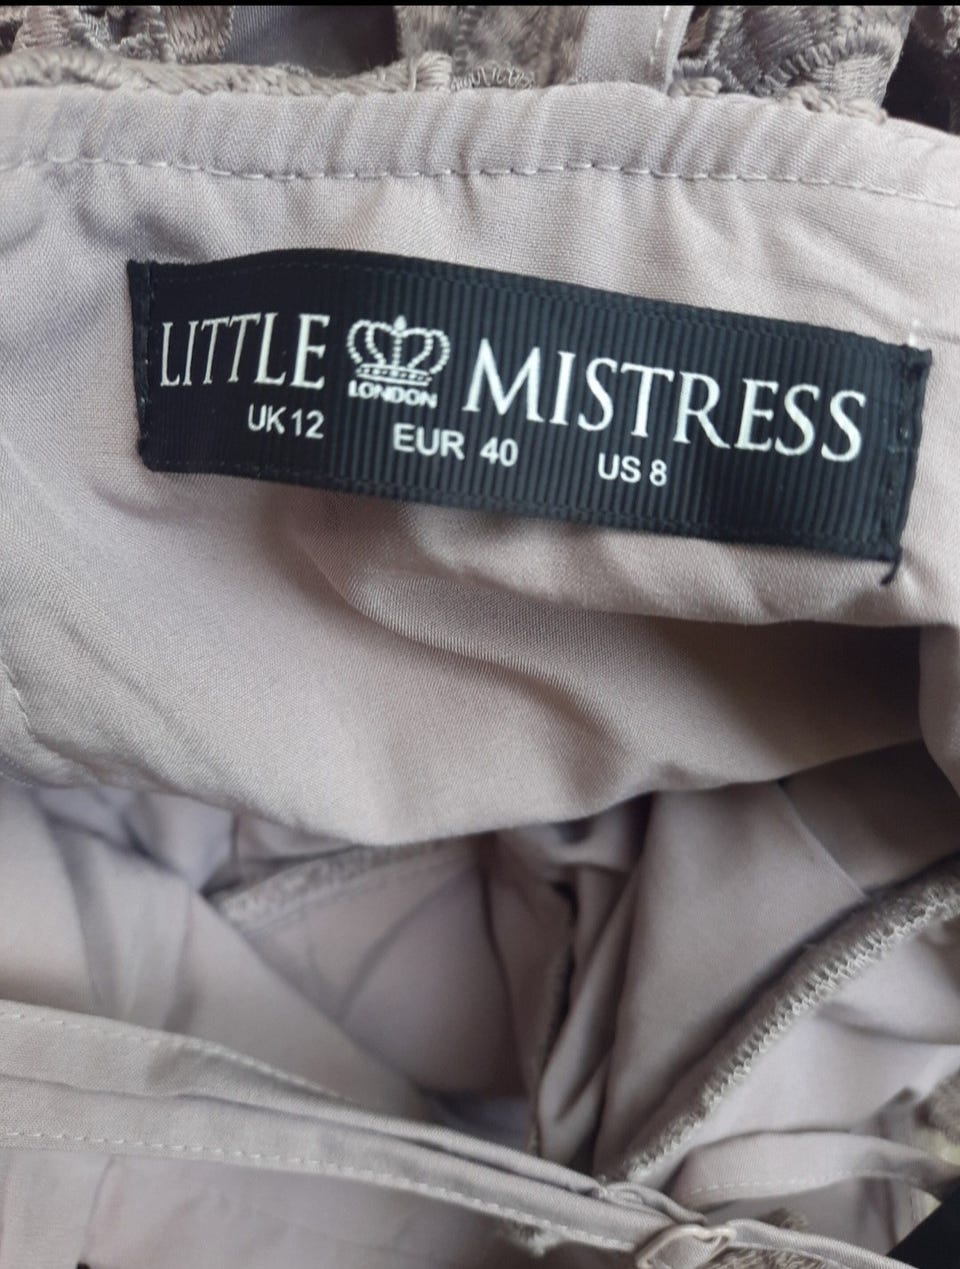 LITTLE LONDON MISTRESS
UK 12 EUR 40 US 8